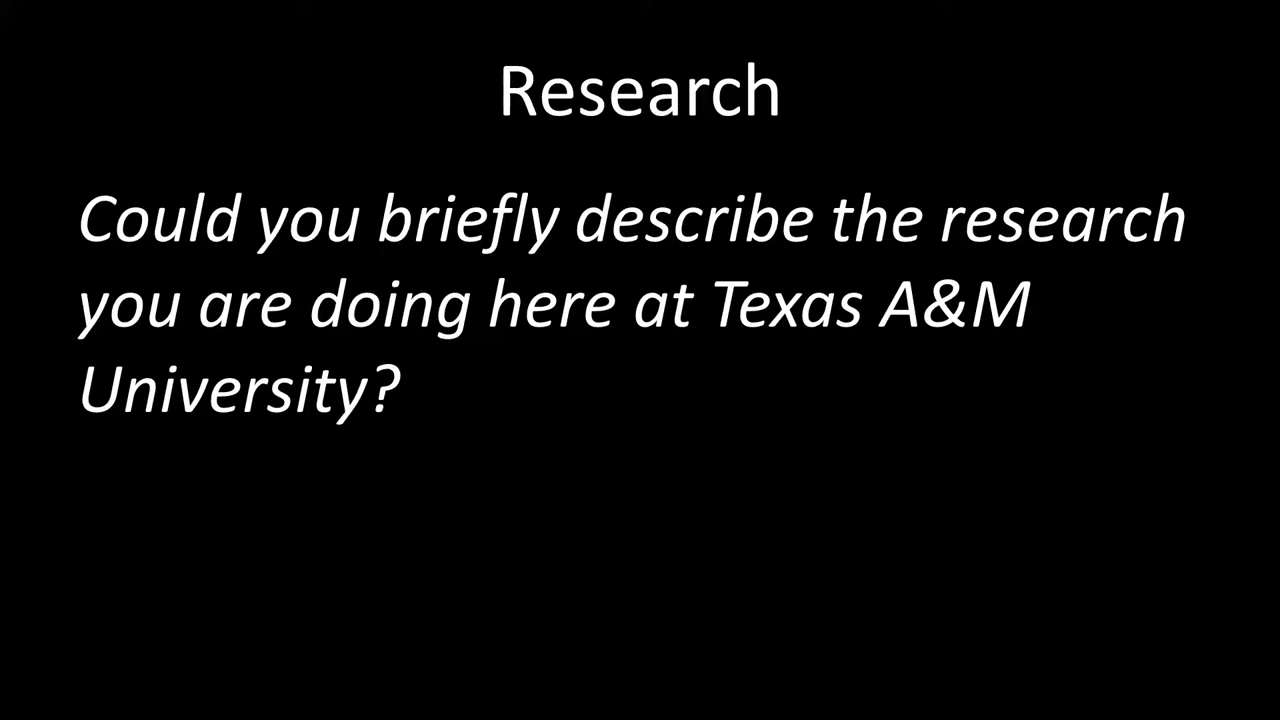 Research
Could you briefly describe the research
you are doing here at Texas A&M
University?